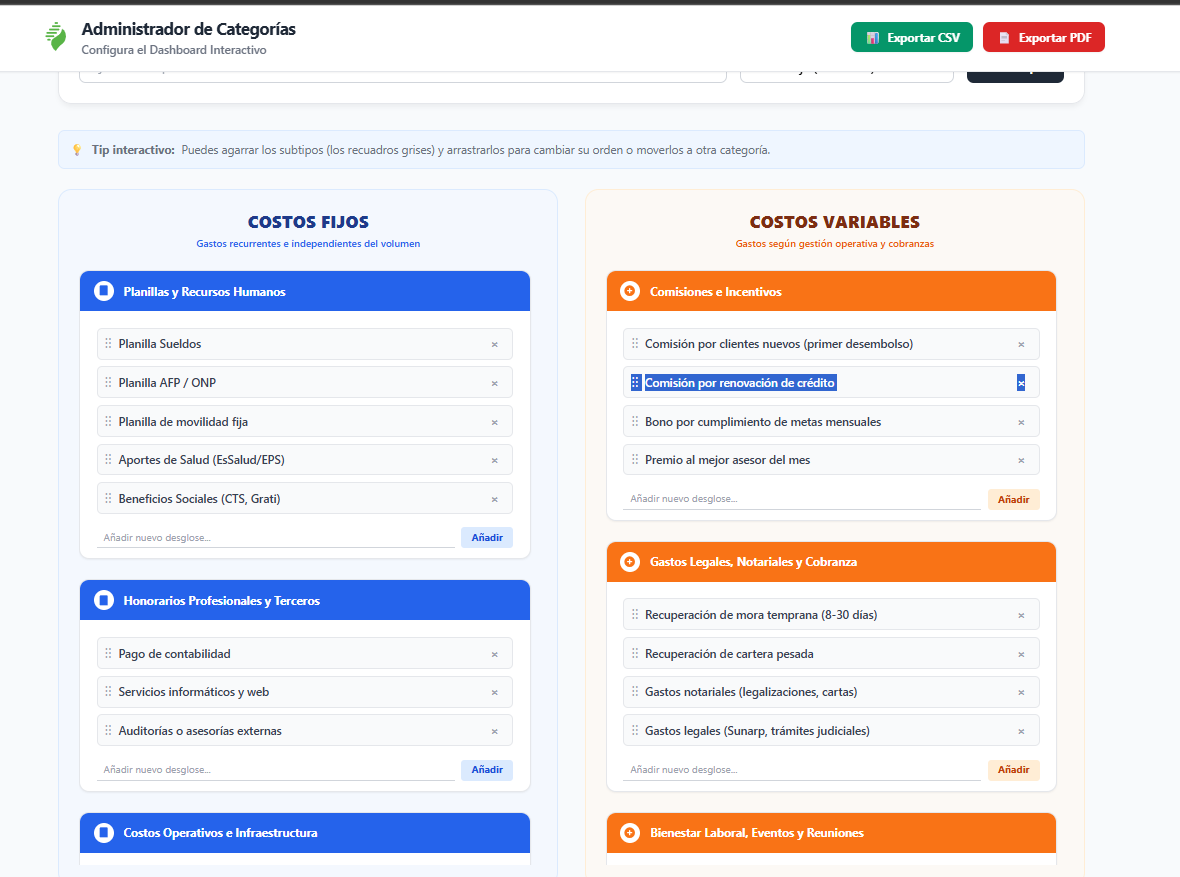 Administrador de Categorías
Configura el Dashboard Interactivo
Exportar CSV
Exportar PDF
Tip interactivo: Puedes agarrar los subtipos (los recuadros grises) y arrastrarlos para cambiar su orden o moverlos a otra categoría.
COSTOS FIJOS
Gastos recurrentes e independientes del volumen
Planillas y Recursos Humanos
Planilla Sueldos ×
Planilla AFP / ONP ×
Planilla de movilidad fija ×
Aportes de Salud (EsSalud/EPS) ×
Beneficios Sociales (CTS, Grati) ×
Añadir nuevo desglose... Añadir
Honorarios Profesionales y Terceros
Pago de contabilidad ×
Servicios informáticos y web ×
Auditorías o asesorías externas ×
Añadir nuevo desglose... Añadir
Costos Operativos e Infraestructura
COSTOS VARIABLES
Gastos según gestión operativa y cobranzas
Comisiones e Incentivos
Comisión por clientes nuevos (primer desembolso) ×
Comisión por renovación de crédito ×
Bono por cumplimiento de metas mensuales ×
Premio al mejor asesor del mes ×
Añadir nuevo desglose... Añadir
Gastos Legales, Notariales y Cobranza
Recuperación de mora temprana (8-30 días) ×
Recuperación de cartera pesada ×
Gastos notariales (legalizaciones, cartas) ×
Gastos legales (Sunarp, trámites judiciales) ×
Añadir nuevo desglose... Añadir
Bienestar Laboral, Eventos y Reuniones